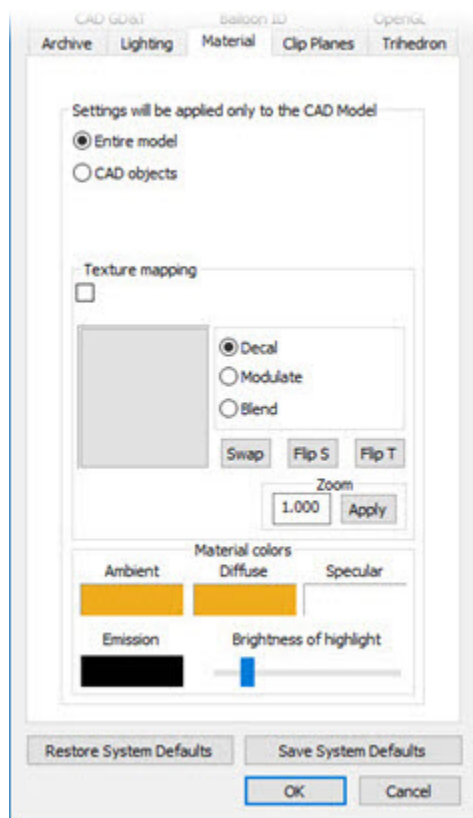 CAD GD&T Balloon ID OpenGL
Archive Lighting Material Clip Planes Trihedron
Settings will be applied only to the CAD Model
Entire model
CAD objects
Texture mapping
Decal
Modulate
Blend
Swap Flip S Flip T
Zoom
1.000 Apply
Material colors
Ambient Diffuse Specular
Emission Brightness of highlight
Restore System Defaults Save System Defaults
OK Cancel